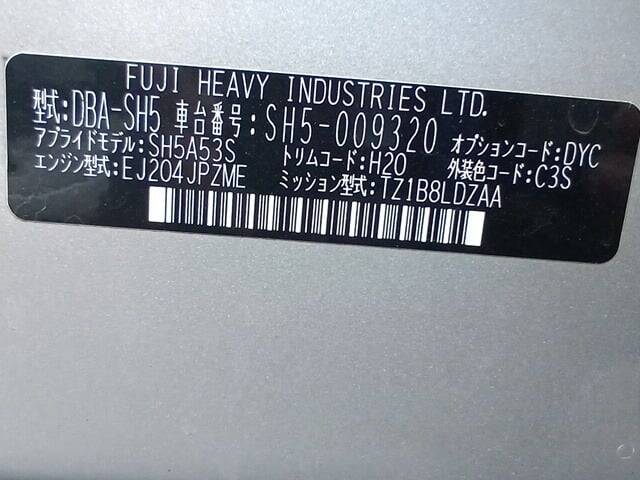 FUJI HEAVY INDUSTRIES LTD.
型式:DBA-SH5 車台番号:SH5-009320 オプションコード:DYC
アプライドモデル:SH5A53S トリムコード:H20 外装色コード:C3S
エンジン型式:EJ204JPZME ミッション型式:TZ1B8LDZAA